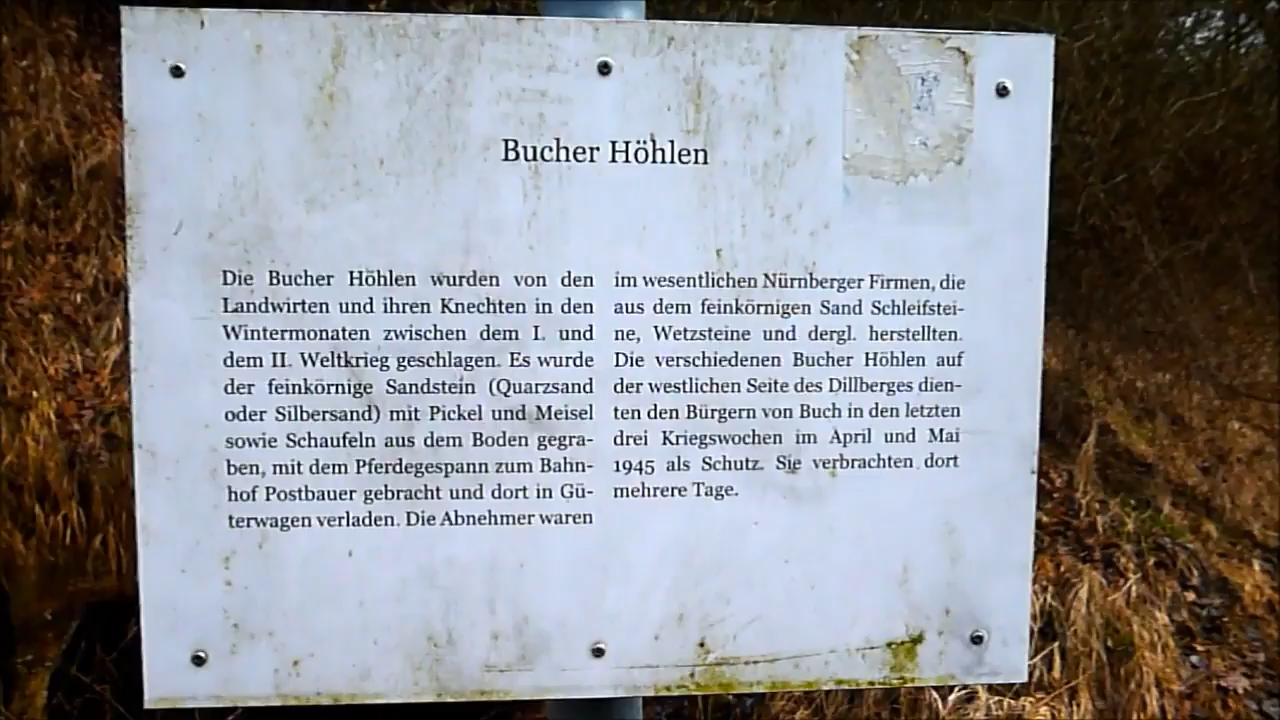 Bucher Höhlen
Die Bucher Höhlen wurden von den
Landwirten und ihren Knechten in den
Wintermonaten zwischen dem I. und
dem II. Weltkrieg geschlagen. Es wurde
der feinkörnige Sandstein (Quarzsand
oder Silbersand) mit Pickel und Meisel
sowie Schaufeln aus dem Boden gegra-
ben, mit dem Pferdegespann zum Bahn-
hof Postbauer gebracht und dort in Gü-
terwagen verladen. Die Abnehmer waren
im wesentlichen Nürnberger Firmen, die
aus dem feinkörnigen Sand Schleifstei-
ne, Wetzsteine und dergl. herstellten.
Die verschiedenen Bucher Höhlen auf
der westlichen Seite des Dillberges dien-
ten den Bürgern von Buch in den letzten
drei Kriegswochen im April und Mai
1945 als Schutz. Sie verbrachten dort
mehrere Tage.